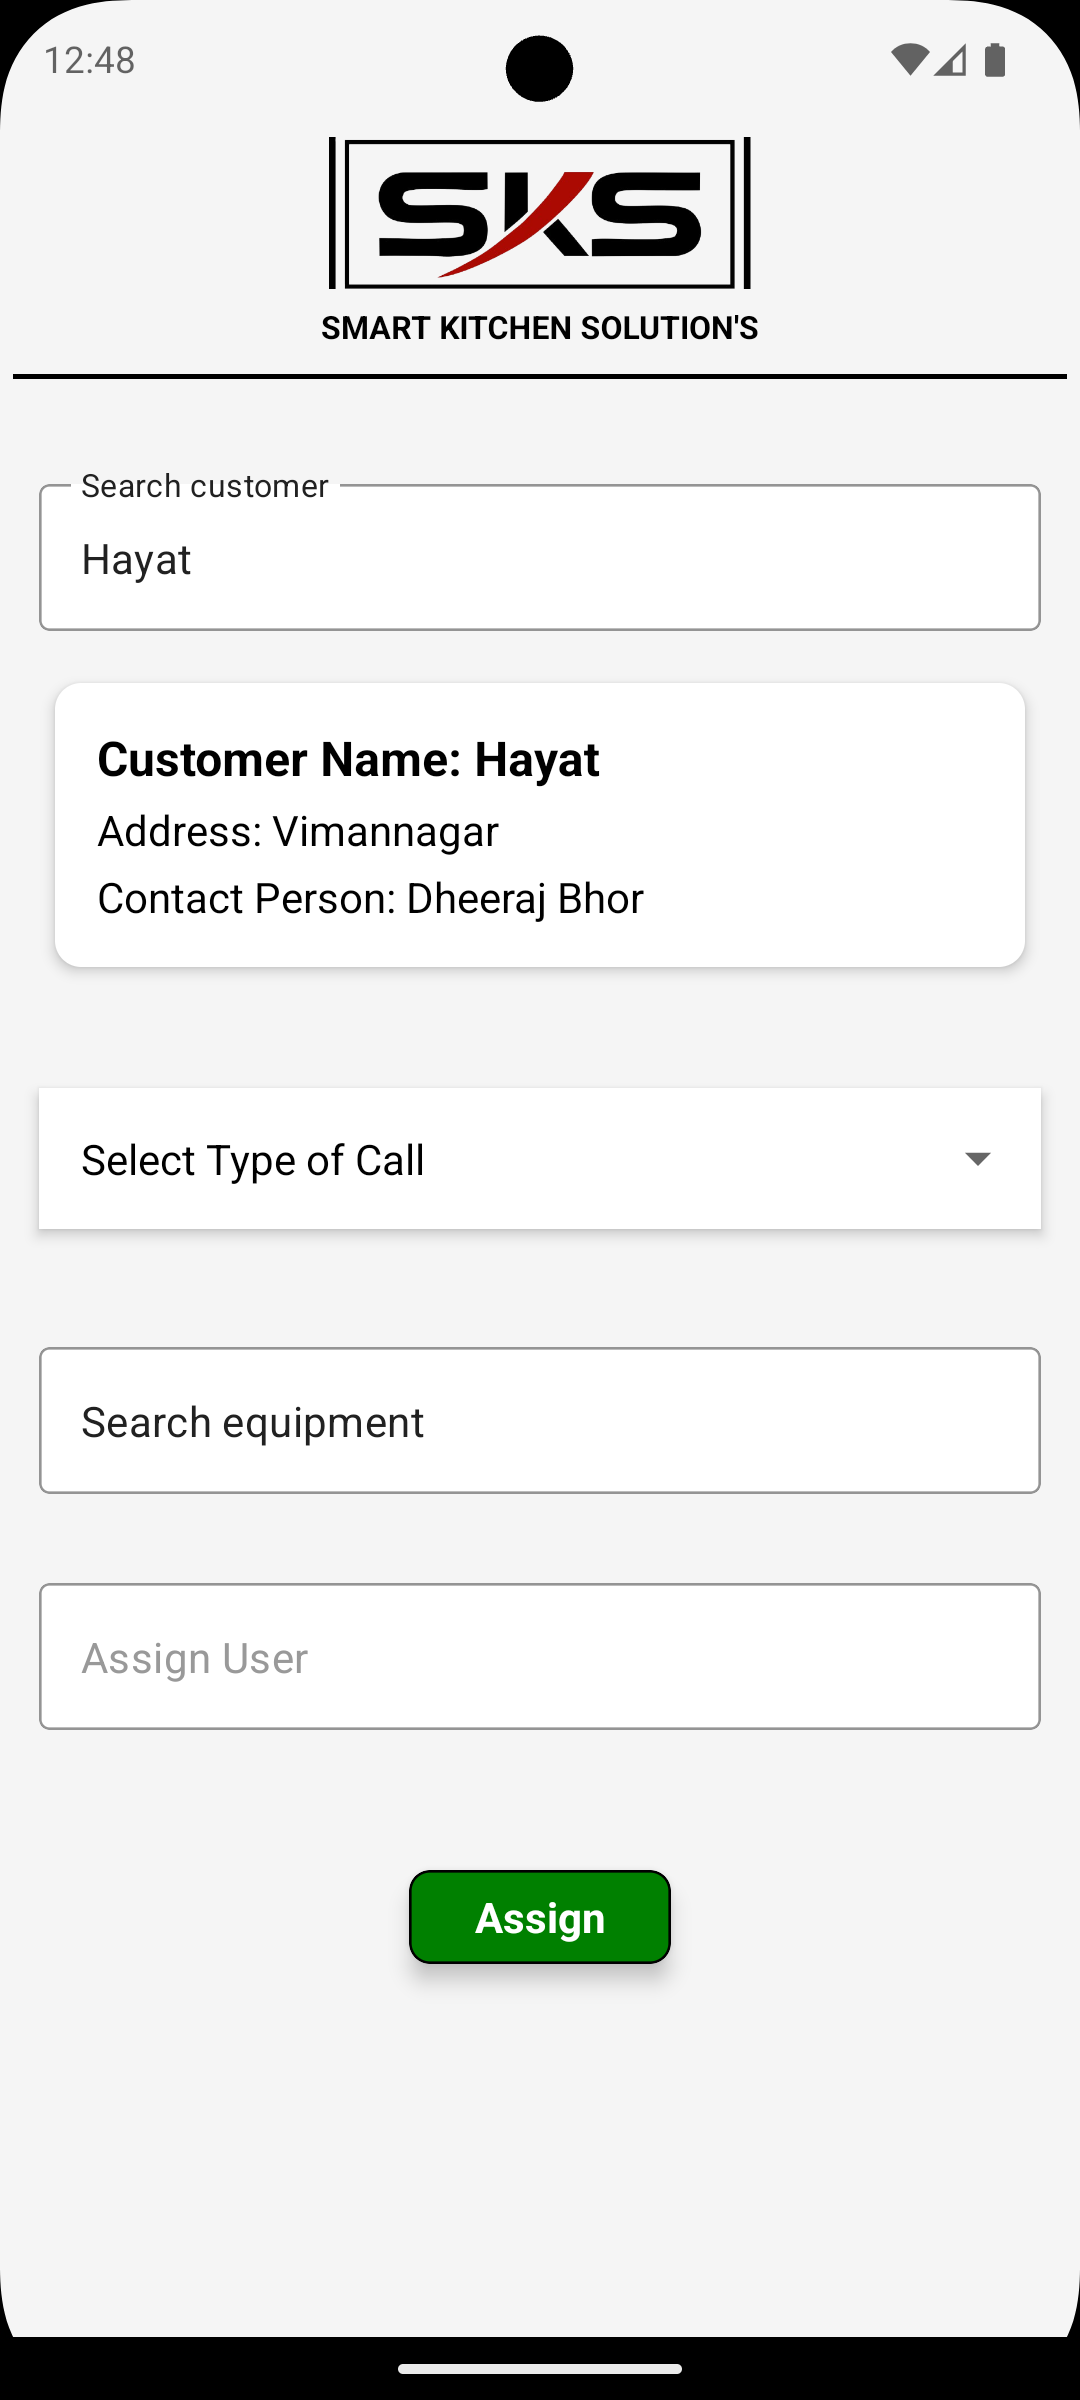 12:48
SKS
SMART KITCHEN SOLUTION'S
Search customer
Hayat
Customer Name: Hayat
Address: Vimannagar
Contact Person: Dheeraj Bhor
Select Type of Call
Search equipment
Assign User
Assign